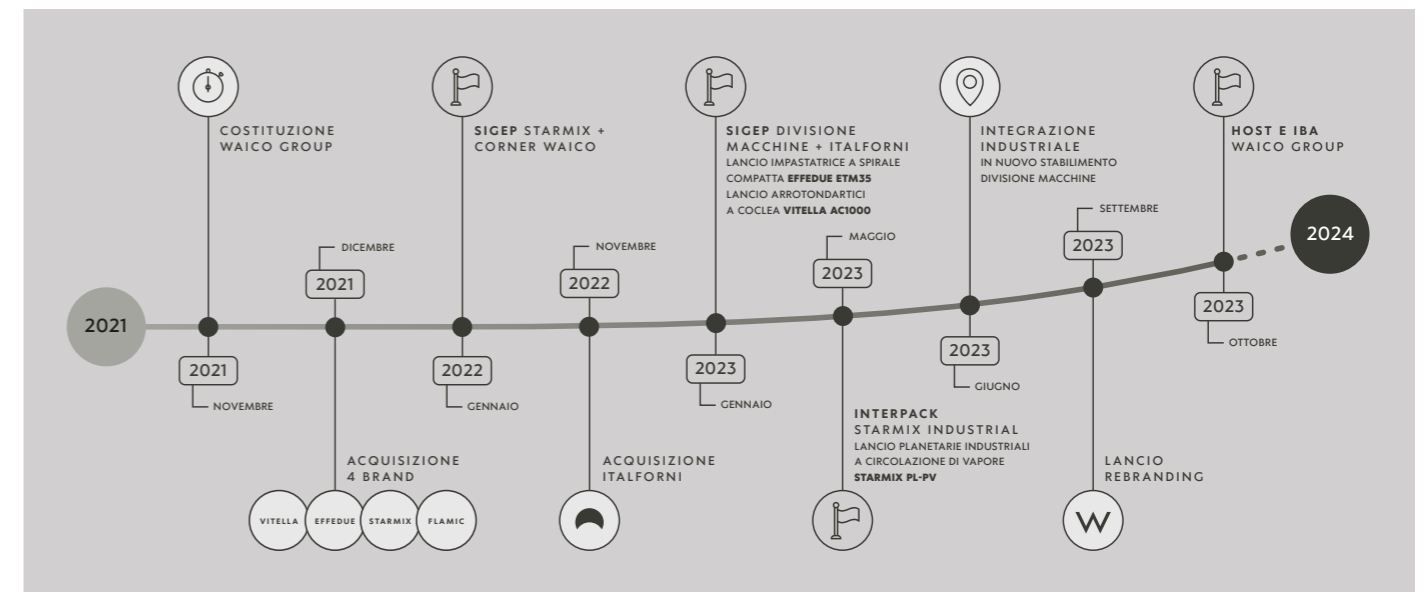 2021
COSTITUZIONE
WAICO GROUP
2021
NOVEMBRE
DICEMBRE
2021
ACQUISIZIONE
4 BRAND
VITELLA
EFFEDUE
STARMIX
FLAMIC
SIGEP STARMIX +
CORNER WAICO
2022
GENNAIO
NOVEMBRE
2022
ACQUISIZIONE
ITALFORNI
SIGEP DIVISIONE
MACCHINE + ITALFORNI
LANCIO IMPASTATRICE A SPIRALE
COMPATTA EFFEDUE ETM35
LANCIO ARROTONDARTICI
A COCLEA VITELLA AC1000
2023
GENNAIO
MAGGIO
2023
INTERPACK
STARMIX INDUSTRIAL
LANCIO PLANETARIE INDUSTRIALI
A CIRCOLAZIONE DI VAPORE
STARMIX PL-PV
INTEGRAZIONE
INDUSTRIALE
IN NUOVO STABILIMENTO
DIVISIONE MACCHINE
2023
GIUGNO
SETTEMBRE
2023
LANCIO
REBRANDING
W
HOST E IBA
WAICO GROUP
2023
OTTOBRE
2024